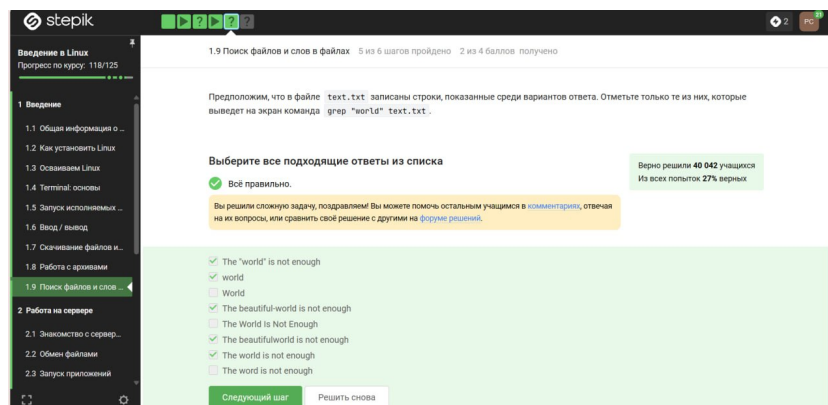 stepik
2
PC
21
Введение в Linux
Прогресс по курсу: 118/125
1 Введение
1.1 Общая информация о ...
1.2 Как установить Linux
1.3 Осваиваем Linux
1.4 Terminal: основы
1.5 Запуск исполняемых ...
1.6 Ввод / вывод
1.7 Скачивание файлов и...
1.8 Работа с архивами
1.9 Поиск файлов и слов ...
2 Работа на сервере
2.1 Знакомство с сервер...
2.2 Обмен файлами
2.3 Запуск приложений
1.9 Поиск файлов и слов в файлах 5 из 6 шагов пройдено 2 из 4 баллов получено
Предположим, что в файле text.txt записаны строки, показанные среди вариантов ответа. Отметьте только те из них, которые
выведет на экран команда grep "world" text.txt.
Выберите все подходящие ответы из списка
Всё правильно.
Верно решили 40 042 учащихся
Из всех попыток 27% верных
Вы решили сложную задачу, поздравляем! Вы можете помочь остальным учащимся в комментариях, отвечая
на их вопросы, или сравнить своё решение с другими на форуме решений.
The "world" is not enough
world
World
The beautiful-world is not enough
The World Is Not Enough
The beautifulworld is not enough
The world is not enough
The word is not enough
Следующий шаг
Решить снова